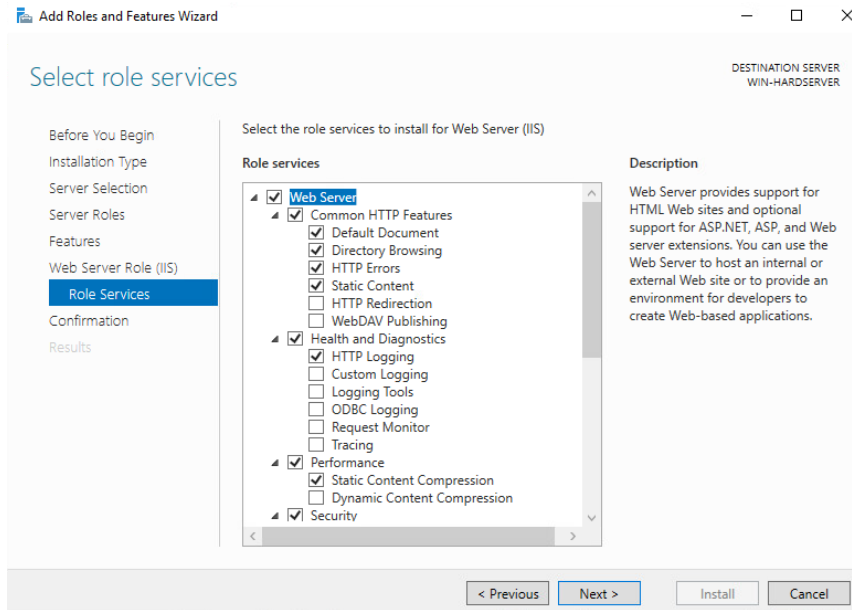 Add Roles and Features Wizard
Select role services
DESTINATION SERVER
WIN-HARDSERVER
Before You Begin
Installation Type
Server Selection
Server Roles
Features
Web Server Role (IIS)
Role Services
Confirmation
Results
Select the role services to install for Web Server (IIS)
Role services
Web Server
Common HTTP Features
Default Document
Directory Browsing
HTTP Errors
Static Content
HTTP Redirection
WebDAV Publishing
Health and Diagnostics
HTTP Logging
Custom Logging
Logging Tools
ODBC Logging
Request Monitor
Tracing
Performance
Static Content Compression
Dynamic Content Compression
Security
Description
Web Server provides support for
HTML Web sites and optional
support for ASP.NET, ASP, and Web
server extensions. You can use the
Web Server to host an internal or
external Web site or to provide an
environment for developers to
create Web-based applications.
< Previous
Next >
Install
Cancel